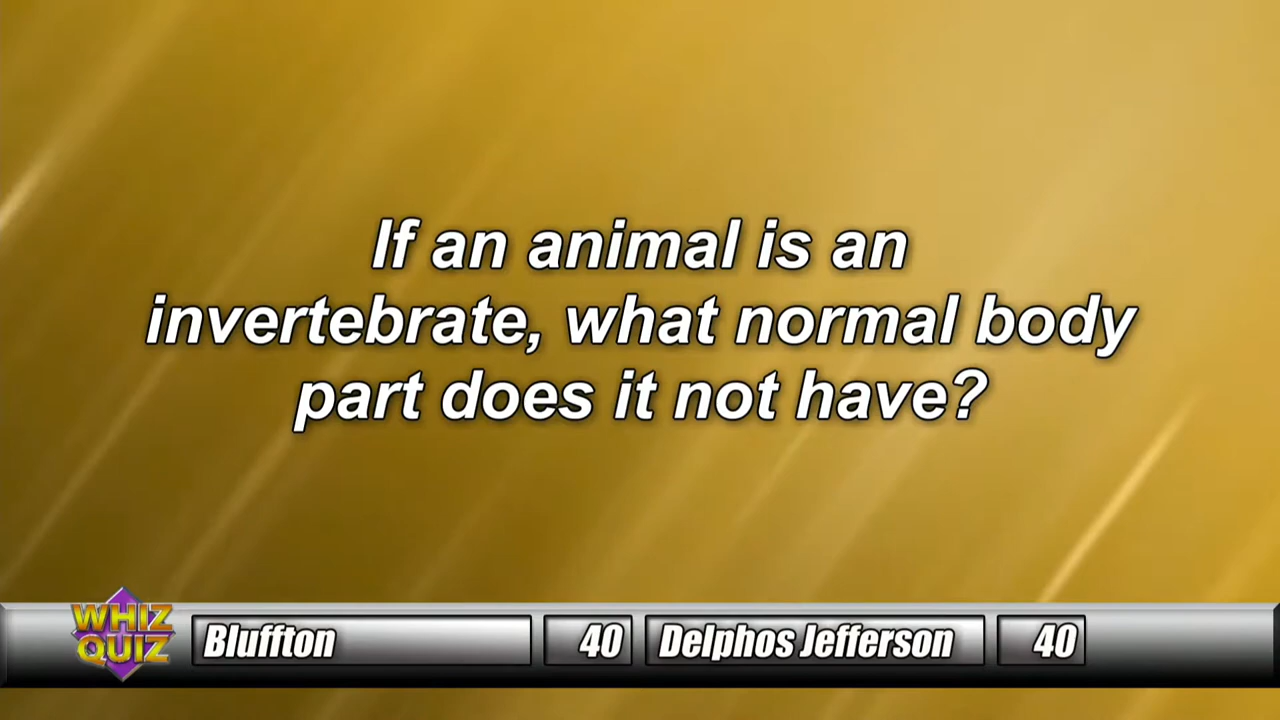 If an animal is an
invertebrate, what normal body
part does it not have?
WHIZ
QUIZ
Bluffton 40 Delphos Jefferson 40